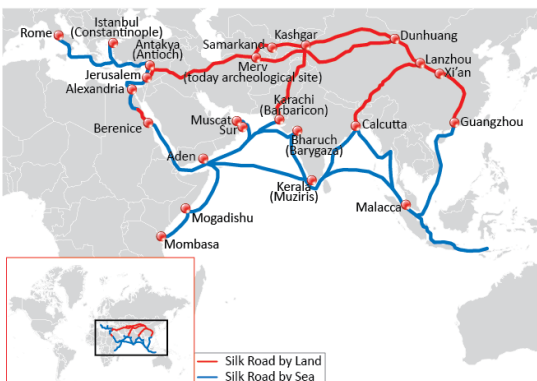 Rome
Istanbul
(Constantinople)
Antakya
(Antioch)
Samarkand
Kashgar
Dunhuang
Merv
(today archeological site)
Lanzhou
Xi'an
Jerusalem
Alexandria
Karachi
(Barbaricon)
Berenice
Muscat
Sur
Bharuch
(Barygaza)
Calcutta
Guangzhou
Aden
Kerala
(Muziris)
Malacca
Mogadishu
Mombasa
Silk Road by Land
Silk Road by Sea